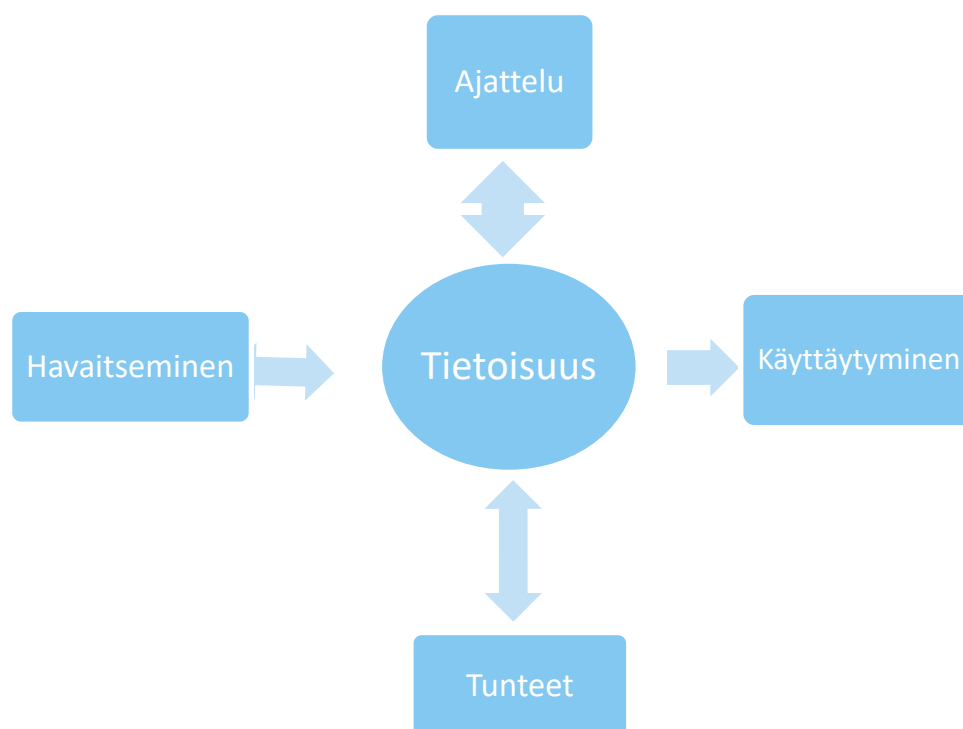 Ajattelu
Havaitseminen
Tietoisuus
Käyttäytyminen
Tunteet